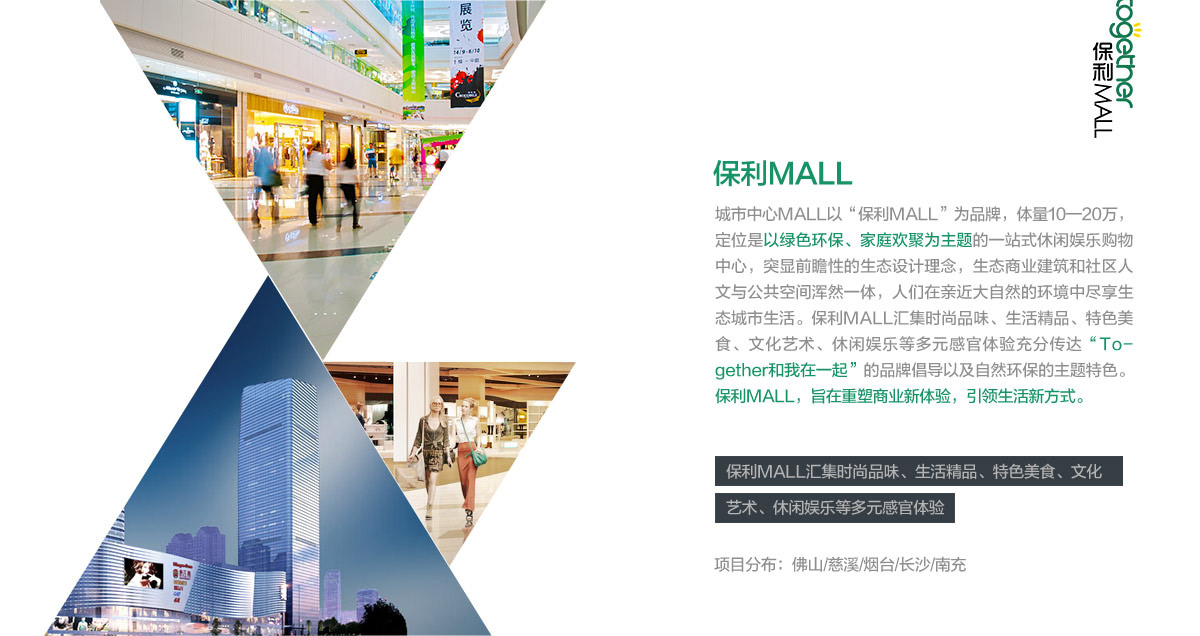 展览
14/9-6/10
together
保利MALL
保利MALL
城市中心MALL以“保利MALL”为品牌，体量10—20万，
定位是以绿色环保、家庭欢聚为主题的一站式休闲娱乐购物
中心，突显前瞻性的生态设计理念，生态商业建筑和社区人
文与公共空间浑然一体，人们在亲近大自然的环境中尽享生
态城市生活。保利MALL汇集时尚品味、生活精品、特色美
食、文化艺术、休闲娱乐等多元感官体验充分传达“To-
gether和我在一起”的品牌倡导以及自然环保的主题特色。
保利MALL，旨在重塑商业新体验，引领生活新方式。
保利MALL汇集时尚品味、生活精品、特色美食、文化
艺术、休闲娱乐等多元感官体验
项目分布：佛山/慈溪/烟台/长沙/南充